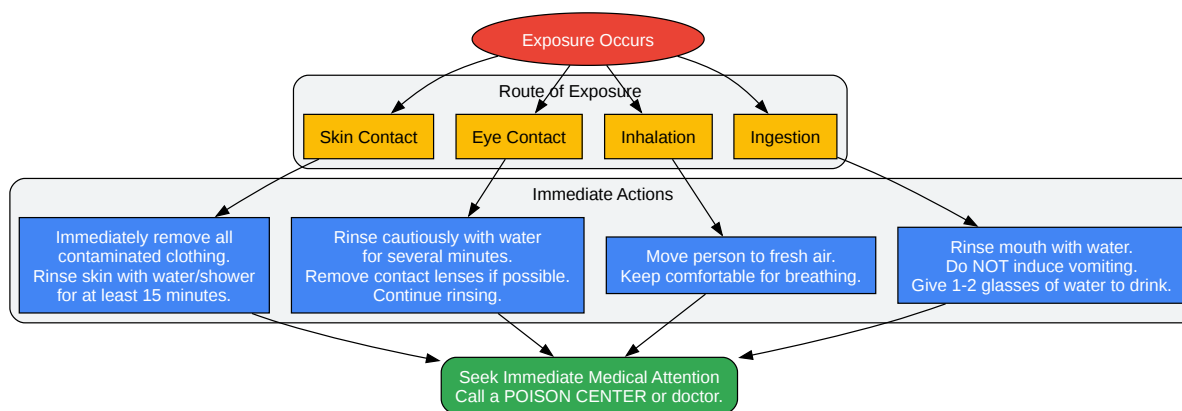 Exposure Occurs
Route of Exposure
Skin Contact
Eye Contact
Inhalation
Ingestion
Immediate Actions
Immediately remove all
contaminated clothing.
Rinse skin with water/shower
for at least 15 minutes.
Rinse cautiously with water
for several minutes.
Remove contact lenses if possible.
Continue rinsing.
Move person to fresh air.
Keep comfortable for breathing.
Rinse mouth with water.
Do NOT induce vomiting.
Give 1-2 glasses of water to drink.
Seek Immediate Medical Attention
Call a POISON CENTER or doctor.